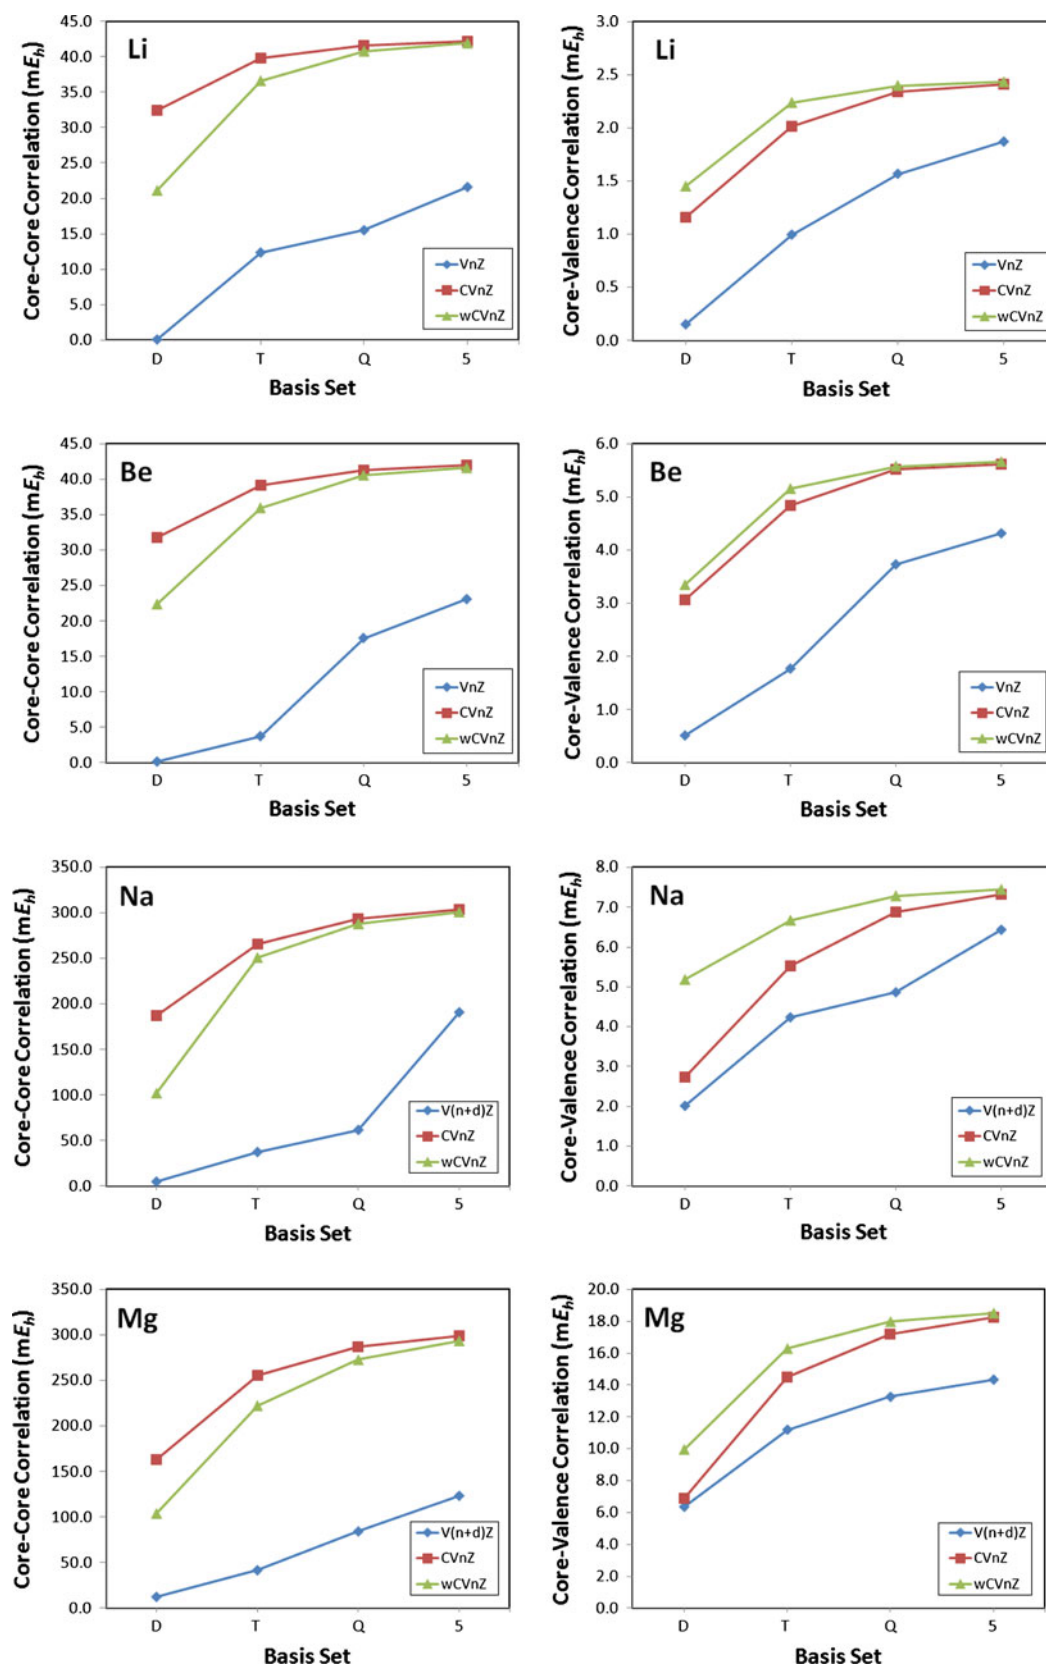 Li
Core-Core Correlation (mEh)
45.0
40.0
35.0
30.0
25.0
20.0
15.0
10.0
5.0
0.0
VnZ
CVnZ
wCVnZ
D T Q 5
Basis Set
Li
Core-Valence Correlation (mEh)
3.0
2.5
2.0
1.5
1.0
0.5
0.0
VnZ
CVnZ
wCVnZ
D T Q 5
Basis Set
Be
Core-Core Correlation (mEh)
45.0
40.0
35.0
30.0
25.0
20.0
15.0
10.0
5.0
0.0
VnZ
CVnZ
wCVnZ
D T Q 5
Basis Set
Be
Core-Valence Correlation (mEh)
6.0
5.0
4.0
3.0
2.0
1.0
0.0
VnZ
CVnZ
wCVnZ
D T Q 5
Basis Set
Na
Core-Core Correlation (mEh)
350.0
300.0
250.0
200.0
150.0
100.0
50.0
0.0
V(n+d)Z
CVnZ
wCVnZ
D T Q 5
Basis Set
Na
Core-Valence Correlation (mEh)
8.0
7.0
6.0
5.0
4.0
3.0
2.0
1.0
0.0
V(n+d)Z
CVnZ
wCVnZ
D T Q 5
Basis Set
Mg
Core-Core Correlation (mEh)
350.0
300.0
250.0
200.0
150.0
100.0
50.0
0.0
V(n+d)Z
CVnZ
wCVnZ
D T Q 5
Basis Set
Mg
Core-Valence Correlation (mEh)
20.0
18.0
16.0
14.0
12.0
10.0
8.0
6.0
4.0
2.0
0.0
V(n+d)Z
CVnZ
wCVnZ
D T Q 5
Basis Set